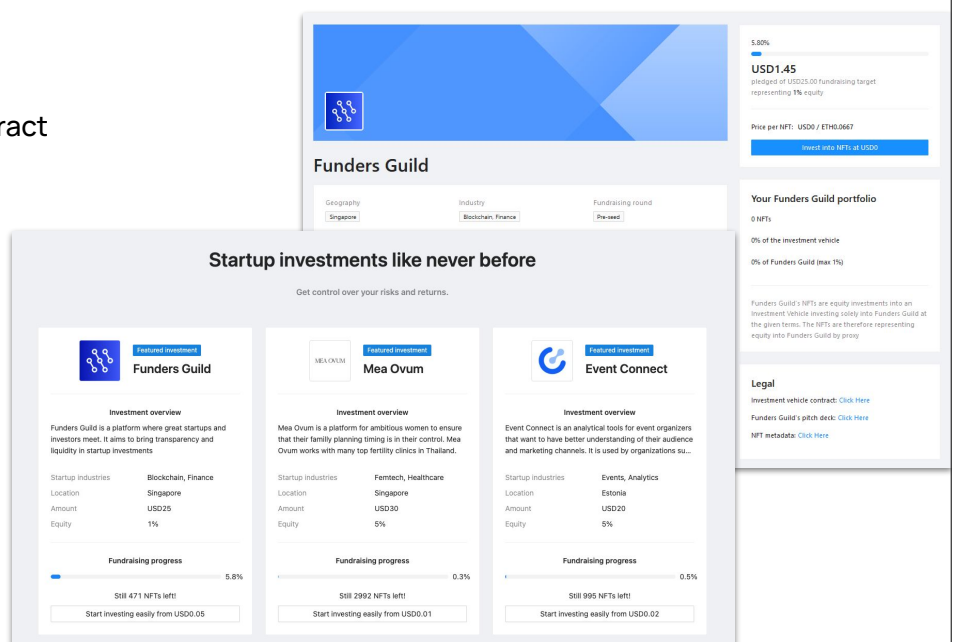 ract
Funders Guild
Geography
Industry
Fundraising round
Singapore
Blockchain, Finance
Pre-seed
5.80%
USD1.45
pledged of USD25.00 fundraising target
representing 1% equity
Price per NFT: USD0 / ETH0.0667
Invest into NFTs at USD0
Your Funders Guild portfolio
0 NFTs
0% of the investment vehicle
0% of Funders Guild (max 1%)
Funders Guild's NFTs are equity investments into an
Investment Vehicle investing solely into Funders Guild at
the given terms. The NFTs are therefore representing
equity into Funders Guild by proxy
Legal
Investment vehicle contract: Click Here
Funders Guild's pitch deck: Click Here
NFT metadata: Click Here
Startup investments like never before
Get control over your risks and returns.
Featured investment
Funders Guild
Investment overview
Funders Guild is a platform where great startups and
investors meet. It aims to bring transparency and
liquidity in startup investments
Startup industries Blockchain, Finance
Location Singapore
Amount USD25
Equity 1%
Fundraising progress
5.8%
Still 471 NFTs left!
Start investing easily from USD0.05
MEA OVUM
Featured investment
Mea Ovum
Investment overview
Mea Ovum is a platform for ambitious women to ensure
that their familly planning timing is in their control. Mea
Ovum works with many top fertility clinics in Thailand.
Startup industries Femtech, Healthcare
Location Singapore
Amount USD30
Equity 5%
Fundraising progress
0.3%
Still 2992 NFTs left!
Start investing easily from USD0.01
Featured investment
Event Connect
Investment overview
Event Connect is an analytical tools for event organizers
that want to have better understanding of their audience
and marketing channels. It is used by organizations su...
Startup industries Events, Analytics
Location Estonia
Amount USD20
Equity 5%
Fundraising progress
0.5%
Still 995 NFTs left!
Start investing easily from USD0.02